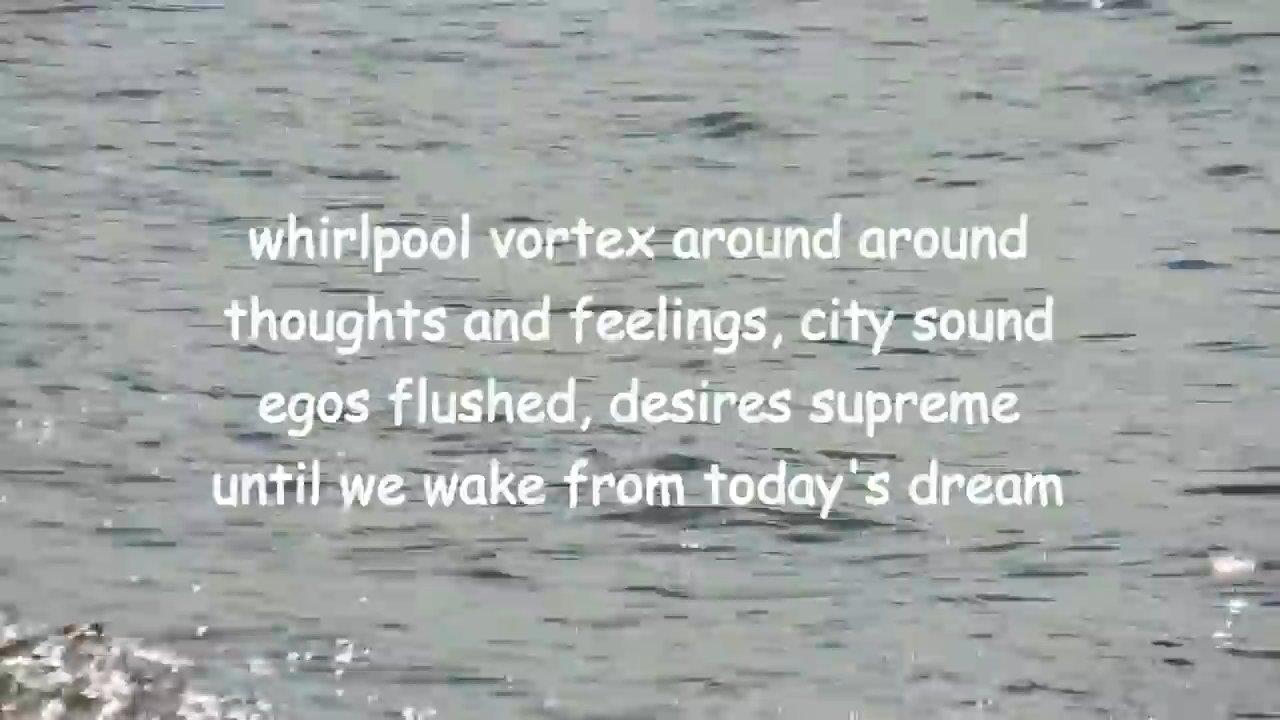 whirlpool vortex around around
thoughts and feelings, city sound
egos flushed, desires supreme
until we wake from today's dream